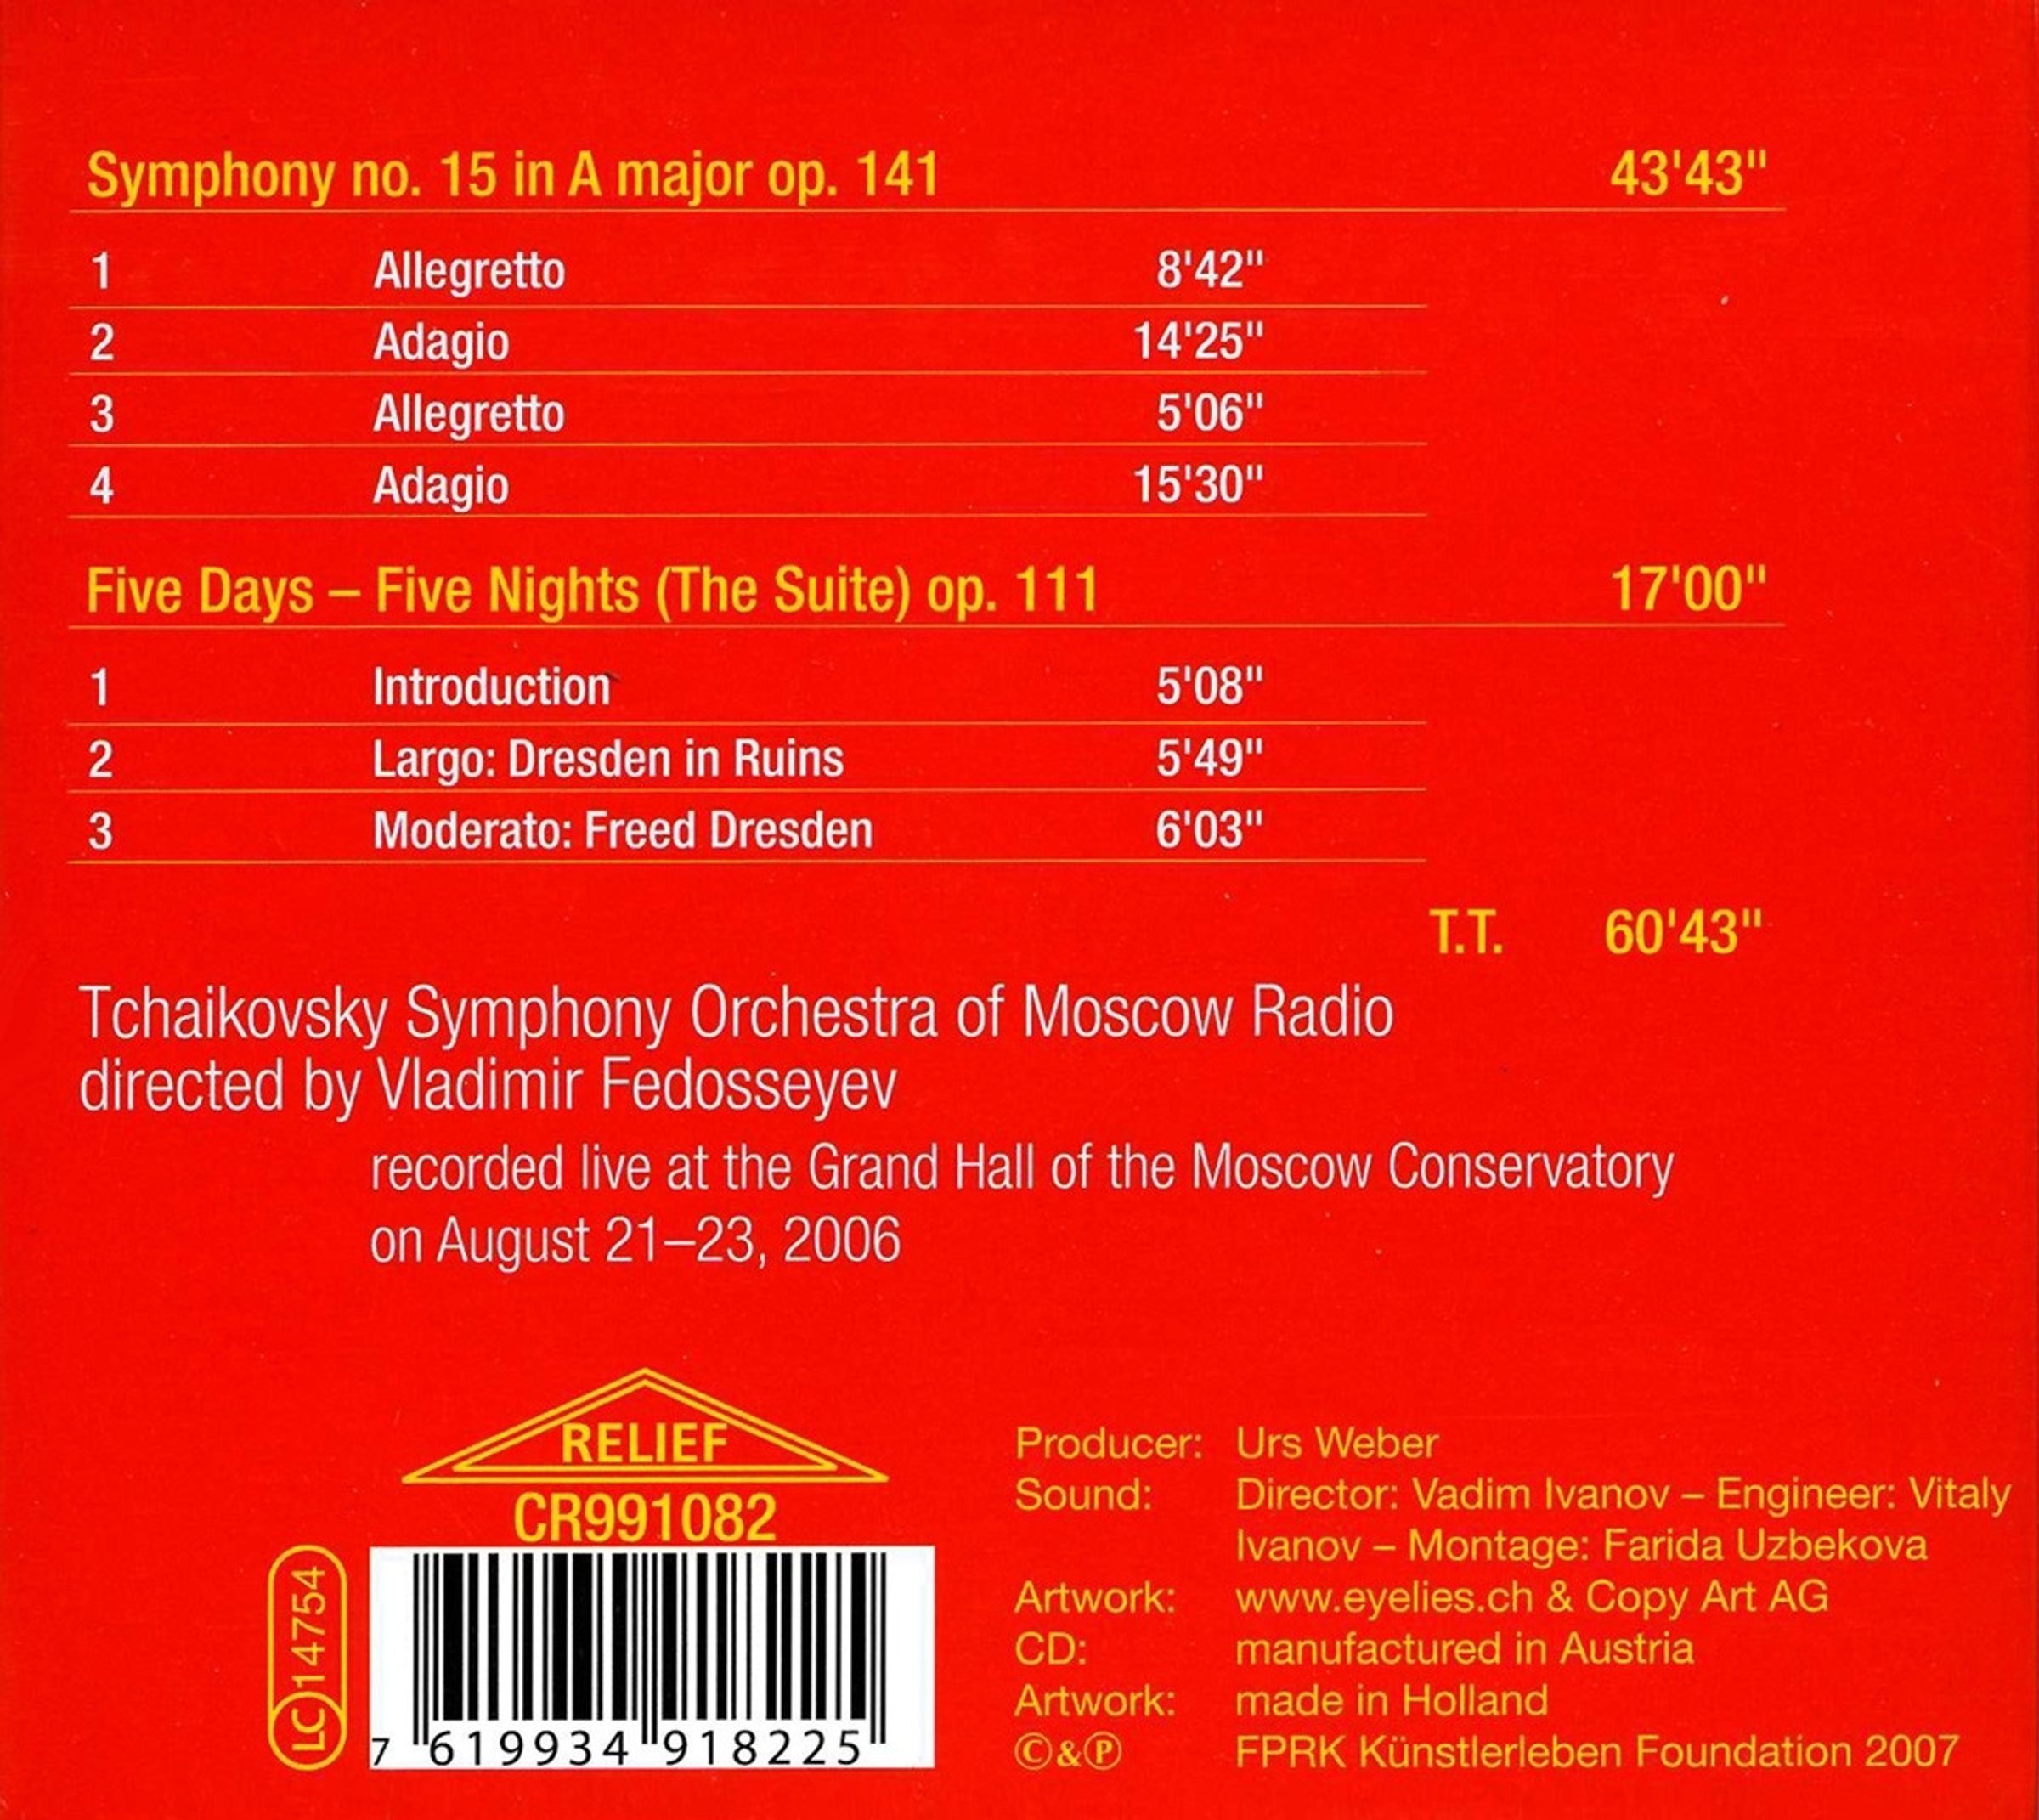 Symphony no. 15 in A major op. 141 43'43"
1 Allegretto 8'42"
2 Adagio 14'25"
3 Allegretto 5'06"
4 Adagio 15'30"
Five Days – Five Nights (The Suite) op. 111 17'00"
1 Introduction 5'08"
2 Largo: Dresden in Ruins 5'49"
3 Moderato: Freed Dresden 6'03"
T.T. 60'43"
Tchaikovsky Symphony Orchestra of Moscow Radio
directed by Vladimir Fedosseyev
recorded live at the Grand Hall of the Moscow Conservatory
on August 21–23, 2006
RELIEF
CR991082
LC 14754
7 619934 918225
Producer: Urs Weber
Sound: Director: Vadim Ivanov – Engineer: Vitaly
Ivanov – Montage: Farida Uzbekova
Artwork: www.eyelies.ch & Copy Art AG
CD: manufactured in Austria
Artwork: made in Holland
©&℗ FPRK Künstlerleben Foundation 2007